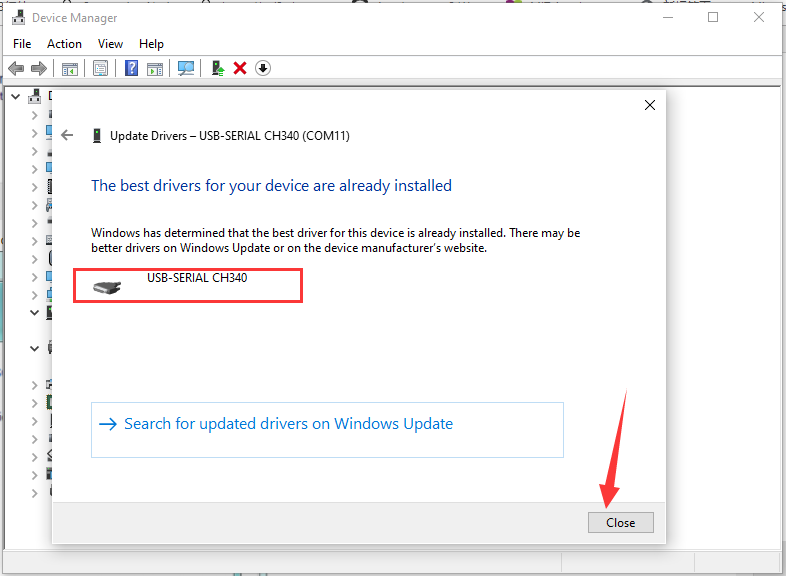 Device Manager
File Action View Help
Update Drivers – USB-SERIAL CH340 (COM11)
The best drivers for your device are already installed
Windows has determined that the best driver for this device is already installed. There may be
better drivers on Windows Update or on the device manufacturer's website.
USB-SERIAL CH340
Search for updated drivers on Windows Update
Close